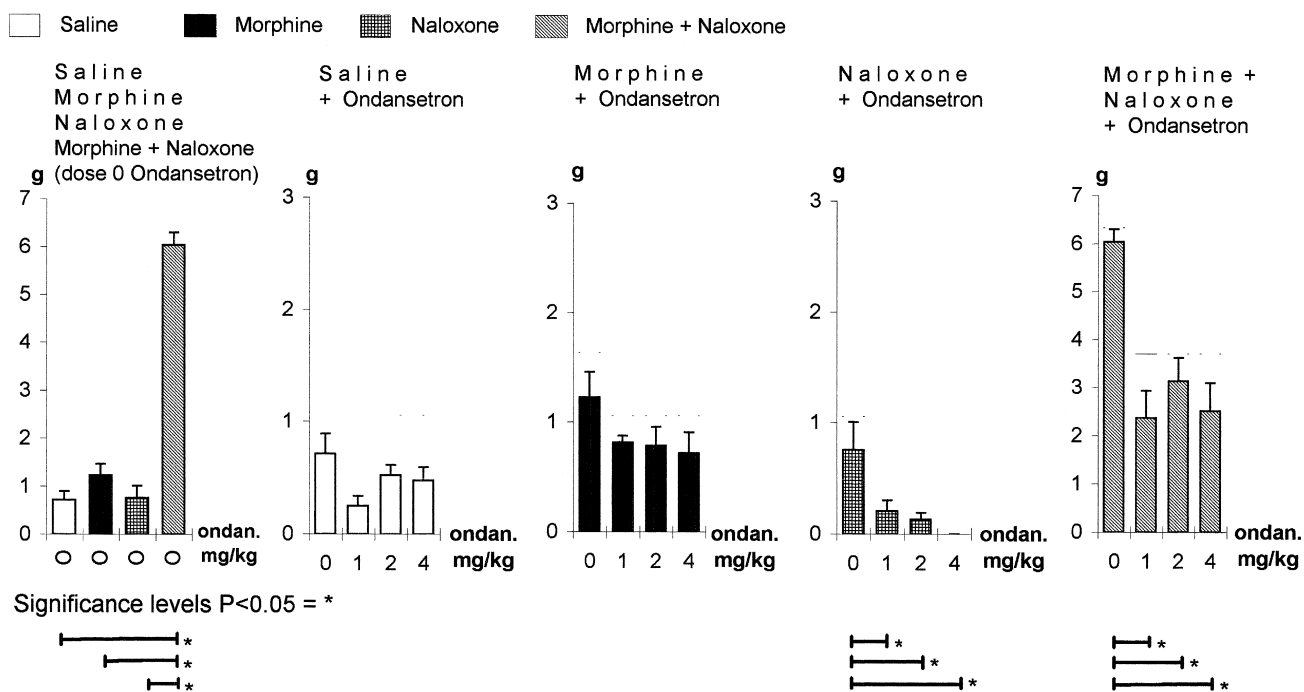 Saline Morphine Naloxone Morphine + Naloxone
Saline
Morphine
Naloxone
Morphine + Naloxone
(dose 0 Ondansetron)
g
7
6
5
4
3
2
1
0
0 0 0 0
ondan.
mg/kg
Saline
+ Ondansetron
g
3
2
1
0
0 1 2 4
ondan.
mg/kg
Morphine
+ Ondansetron
g
3
2
1
0
0 1 2 4
ondan.
mg/kg
Naloxone
+ Ondansetron
g
3
2
1
0
0 1 2 4
ondan.
mg/kg
Morphine +
Naloxone
+ Ondansetron
g
7
6
5
4
3
2
1
0
0 1 2 4
ondan.
mg/kg
Significance levels P<0.05 = *
*
*
*
*
*
*
*
*
*